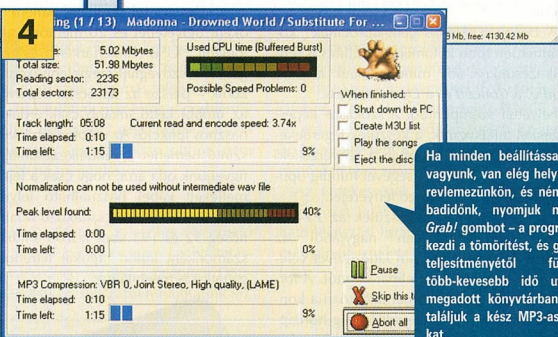 4
(1 / 13) Madonna - Drowned World / Substitute For ...
5.02 Mbytes
Total size: 51.98 Mbytes
Reading sector: 2236
Total sectors: 23173
Used CPU time (Buffered Burst)
Possible Speed Problems: 0
Track length: 05:08 Current read and encode speed: 3.74x
Time elapsed: 0:10
Time left: 1:15 9%
Normalization can not be used without intermediate wav file
Peak level found: 40%
Time elapsed: 0:00
Time left: 0:00 0%
MP3 Compression: VBR 0, Joint Stereo, High quality, (LAME)
Time elapsed: 0:10
Time left: 1:15 9%
When finished:
Shut down the PC
Create M3U list
Play the songs
Eject the disc
Pause
Skip this
Abort all
Mb, free: 4130.42 Mb
Ha minden beállítássa
vagyunk, van elég hely
revlemezünkön, és ném
badidőnk, nyomjuk m
Grab! gombot – a progr
kezdi a tömörítést, és g
teljesítményétől fü
több-kevesebb idő u
megadott könyvtárban
találjuk a kész MP3-as
kat